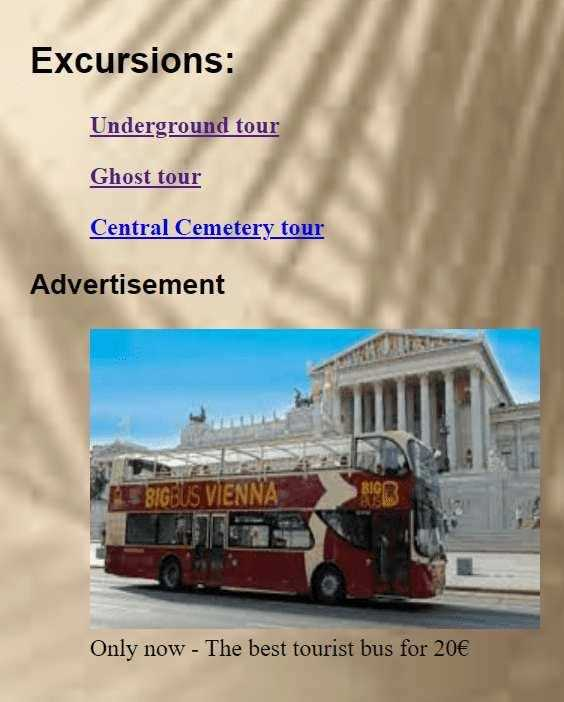 Excursions:
Underground tour
Ghost tour
Central Cemetery tour
Advertisement
BIGBUS VIENNA
BIG
BUS
Only now - The best tourist bus for 20€